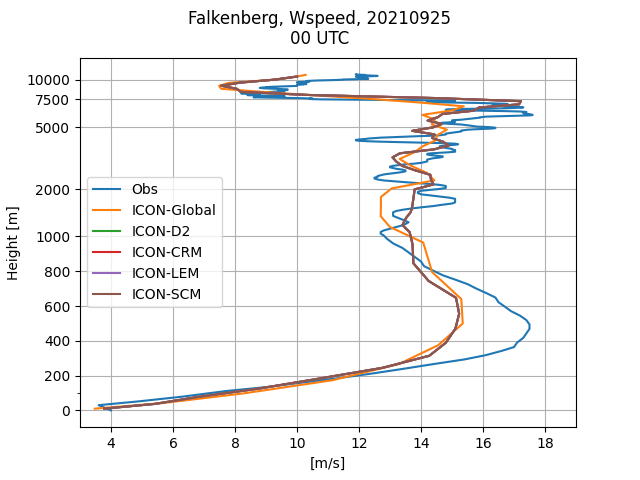 Falkenberg, Wspeed, 20210925
00 UTC
10000
7500
5000
2000
1000
800
600
400
200
0
Height [m]
Obs
ICON-Global
ICON-D2
ICON-CRM
ICON-LEM
ICON-SCM
4 6 8 10 12 14 16 18
[m/s]